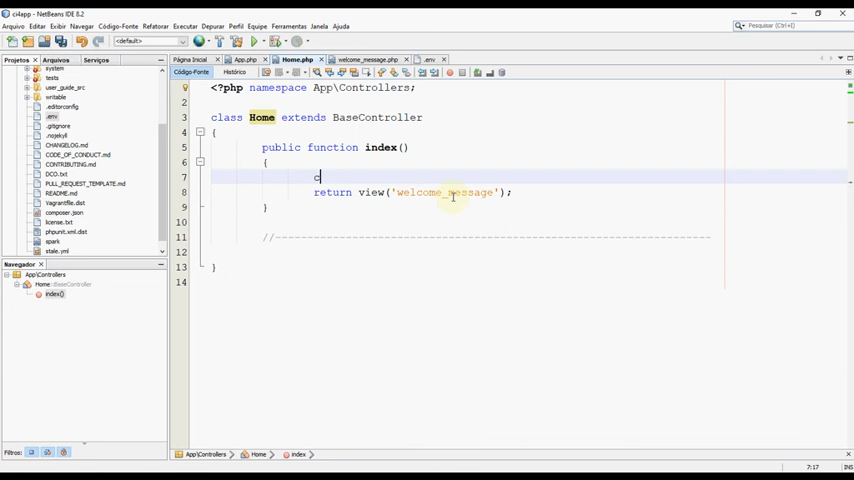 ci4app - NetBeans IDE 8.2
Arquivo Editar Exibir Navegar Código-Fonte Refatorar Executar Depurar Perfil Equipe Ferramentas Janela Ajuda
Pesquisar (Ctrl+I)
<default>
Projetos Arquivos Serviços
Página Inicial App.php Home.php welcome_message.php .env
Código-Fonte Histórico
system
tests
user_guide_src
writable
.editorconfig
.env
.gitignore
.nojekyll
CHANGELOG.md
CODE_OF_CONDUCT.md
CONTRIBUTING.md
DCO.txt
PULL_REQUEST_TEMPLATE.md
README.md
Vagrantfile.dist
composer.json
license.txt
phpunit.xml.dist
spark
stale.yml
Navegador
App\Controllers
Home::BaseController
index()
Filtros:
1 <?php namespace App\Controllers;
2
3 class Home extends BaseController
4 {
5 public function index()
6 {
7 c
8 return view('welcome_message');
9 }
10
11 //--------------------------------------------------------------------
12
13 }
14
App\Controllers Home index
7:17 INS